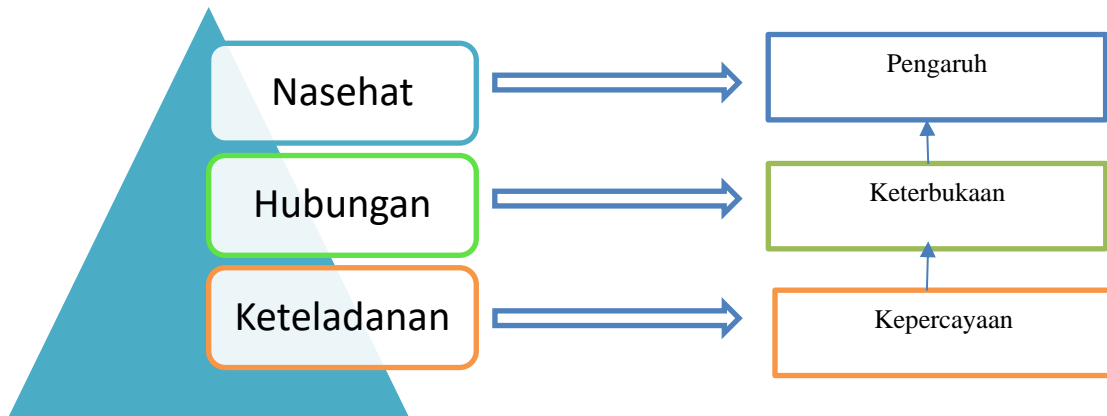 Nasehat
Pengaruh
Hubungan
Keterbukaan
Keteladanan
Kepercayaan